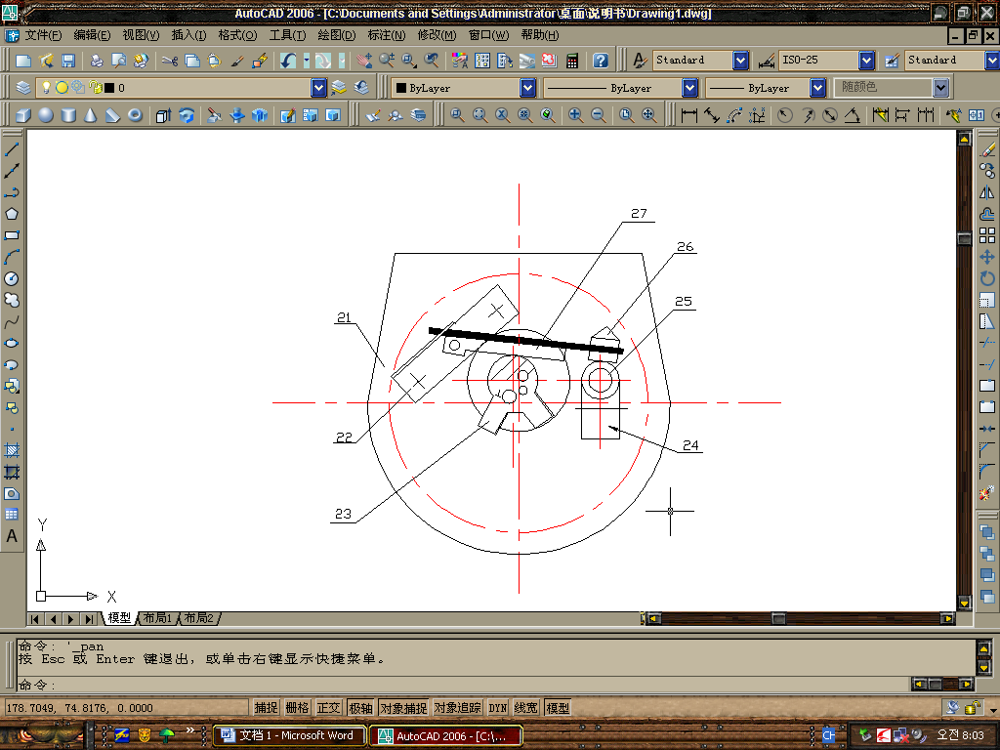 AutoCAD 2006 - [C:\Documents and Settings\Administrator\桌面\说明书\Drawing1.dwg]
文件(F) 编辑(E) 视图(V) 插入(I) 格式(O) 工具(T) 绘图(D) 标注(N) 修改(M) 窗口(W) 帮助(H)
Standard ISO-25 Standard
0 ByLayer ByLayer ByLayer 随颜色
27
26
25
21
22
24
23
Y
X
A
模型 布局1 布局2
命令: '_pan
按 Esc 或 Enter 键退出, 或单击右键显示快捷菜单。
命令:
178.7049, 74.8176, 0.0000 捕捉 栅格 正交 极轴 对象捕捉 对象追踪 DYN 线宽 模型
文档 1 - Microsoft Word AutoCAD 2006 - [C:\... CH 오전 8:03